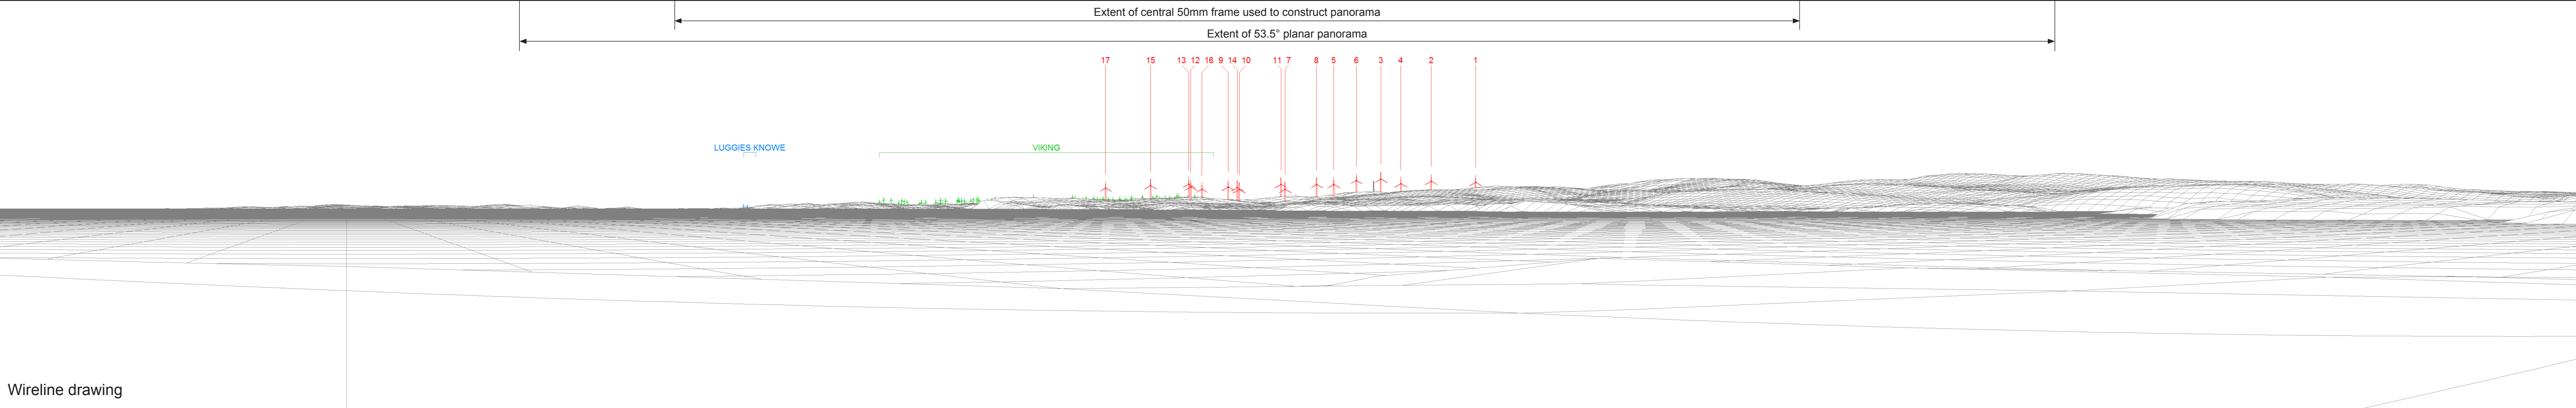 Extent of central 50mm frame used to construct panorama
Extent of 53.5° planar panorama
17 15 13 12 16 9 14 10 11 7 8 5 6 3 4 2 1
LUGGIES KNOWE VIKING
Wireline drawing